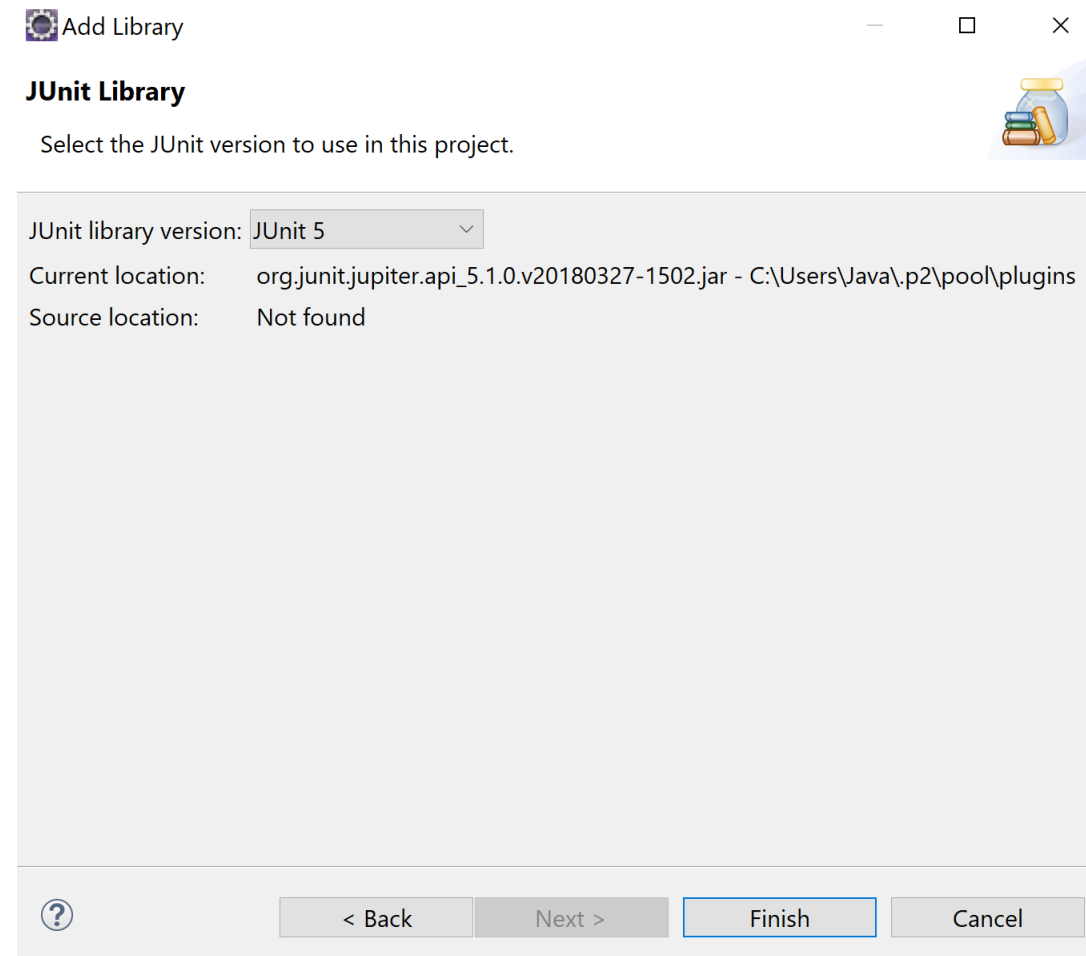 Add Library
JUnit Library
Select the JUnit version to use in this project.
JUnit library version: JUnit 5
Current location: org.junit.jupiter.api_5.1.0.v20180327-1502.jar - C:\Users\Java\.p2\pool\plugins
Source location: Not found
? < Back Next > Finish Cancel